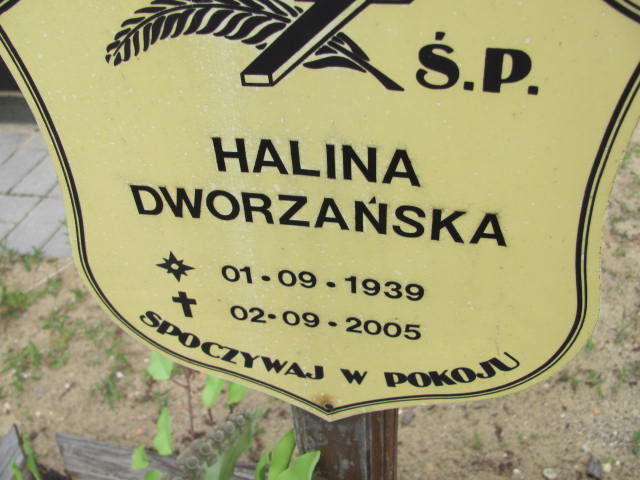 Ś.P.
HALINA
DWORZAŃSKA
01·09·1939
02·09·2005
SPOCZYWAJ W POKOJU